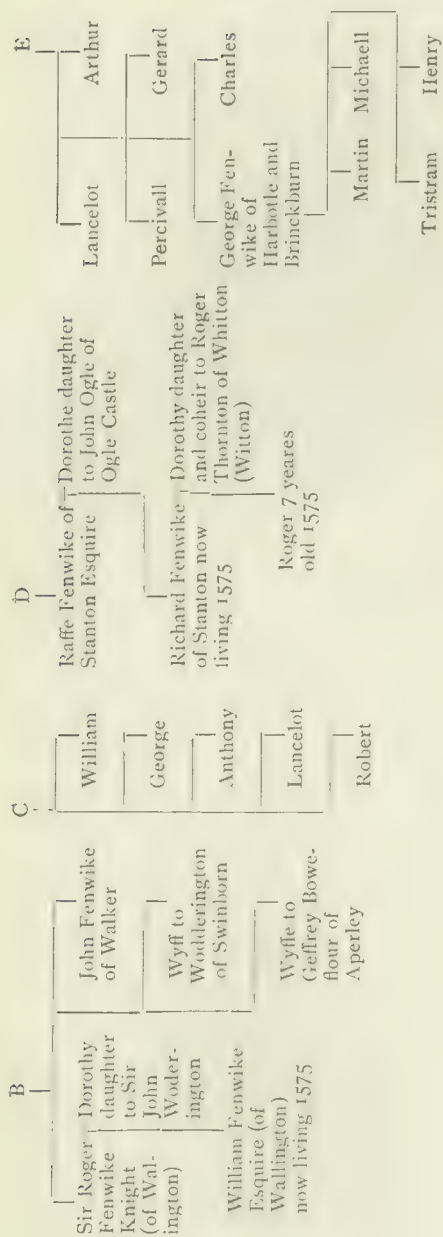 B
Sir Roger
Fenwike
Knight
(of Wal-
ington)
Dorothy
daughter
to Sir
John
Woder-
ington
William Fenwike
Esquire (of
Wallington)
now living 1575
John Fenwike
of Walker
Wyff to
Wodderington
of Swinborn
Wyffe to
Geffrey Bowe-
flour of
Aperley
C
William
George
Anthony
Lancelot
Robert
D
Raffe Fenwike of
Stanton Esquire
Dorothe daughter
to John Ogle of
Ogle Castle
Richard Fenwike
of Stanton now
living 1575
Dorothy daughter
and coheir to Roger
Thornton of Whitton
(Witton)
Roger 7 yeares
old 1575
E
Lancelot
Arthur
Percivall
Gerard
George Fen-
wike of
Harbotle and
Brinckburn
Charles
Martin
Michaell
Tristram
Henry